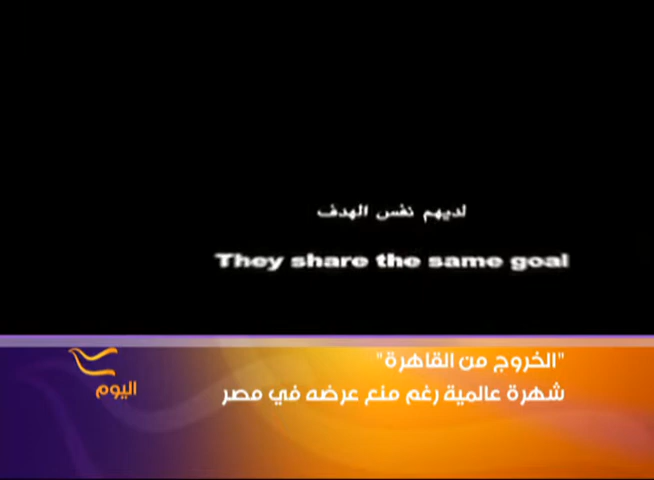 لديهم نفس الهدف
They share the same goal
"الخروج من القاهرة"
شهرة عالمية رغم منع عرضه في مصر
اليوم